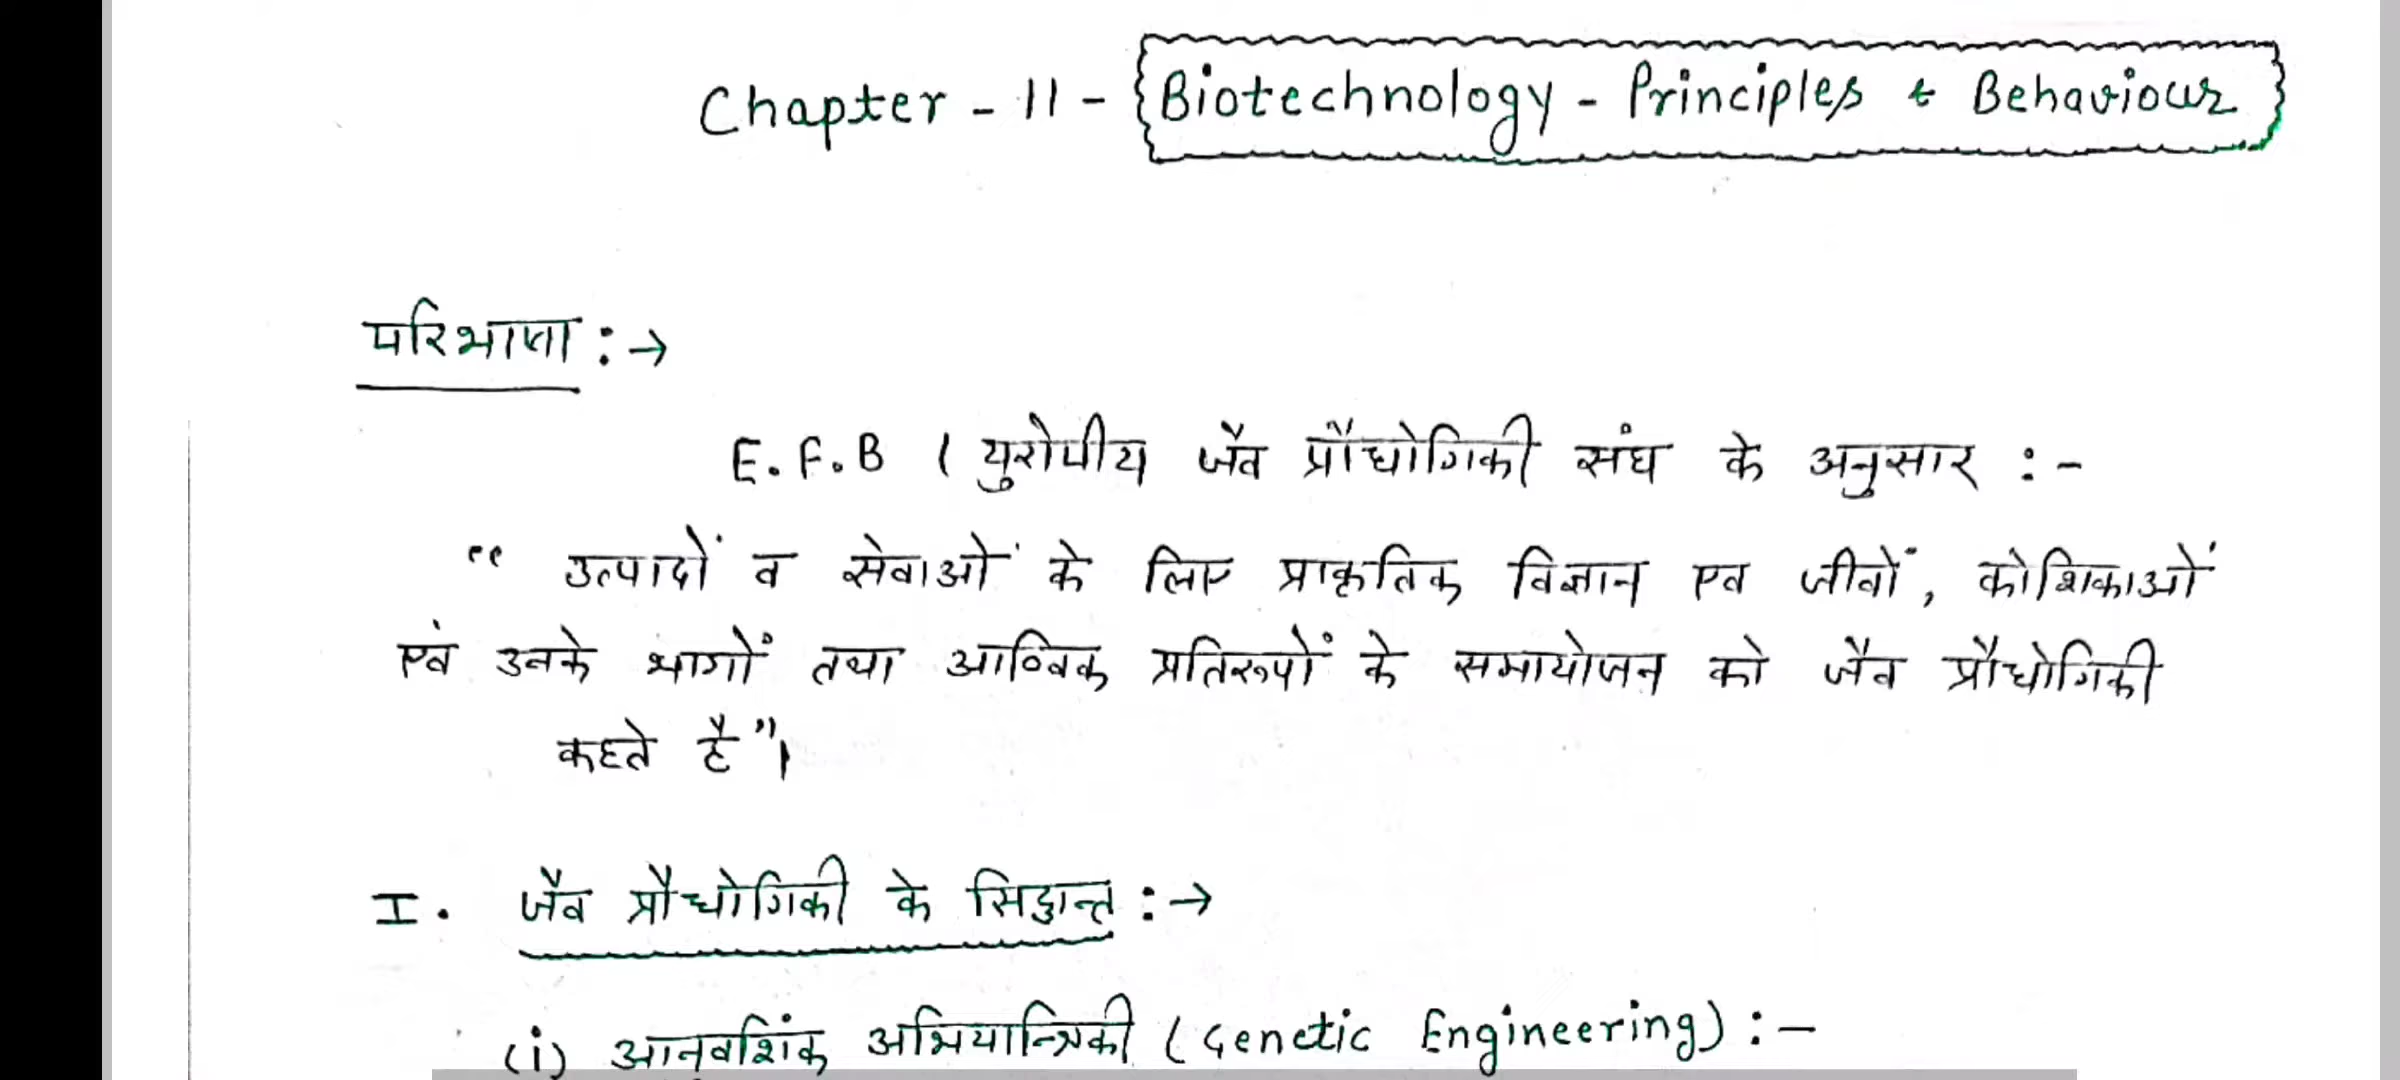 Chapter - 11 - Biotechnology - Principles & Behaviour
परिभाषा :→
E.F.B ( युरोपीय जैव प्रौद्योगिकी संघ के अनुसार :-
“ उत्पादों व सेवाओं के लिए प्राकृतिक विज्ञान एव जीवों, कोशिकाओं
एवं उनके भागों तथा आण्विक प्रतिरूपों के समायोजन को जैव प्रौद्योगिकी
कहते है”।
I. जैव प्रौद्योगिकी के सिद्धान्त :→
(i) आनुवशिंक अभियान्त्रिकी (Genetic Engineering) :-